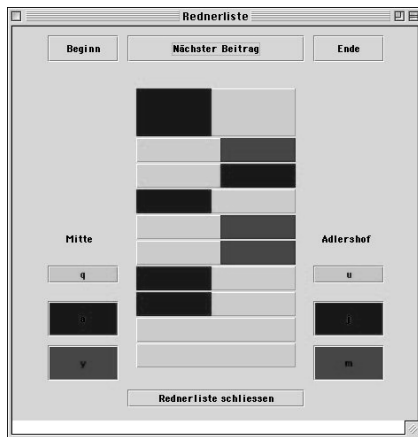 Rednerliste
Beginn
Nächster Beitrag
Ende
Mitte
Adlershof
q
u
a
j
y
m
Rednerliste schliessen